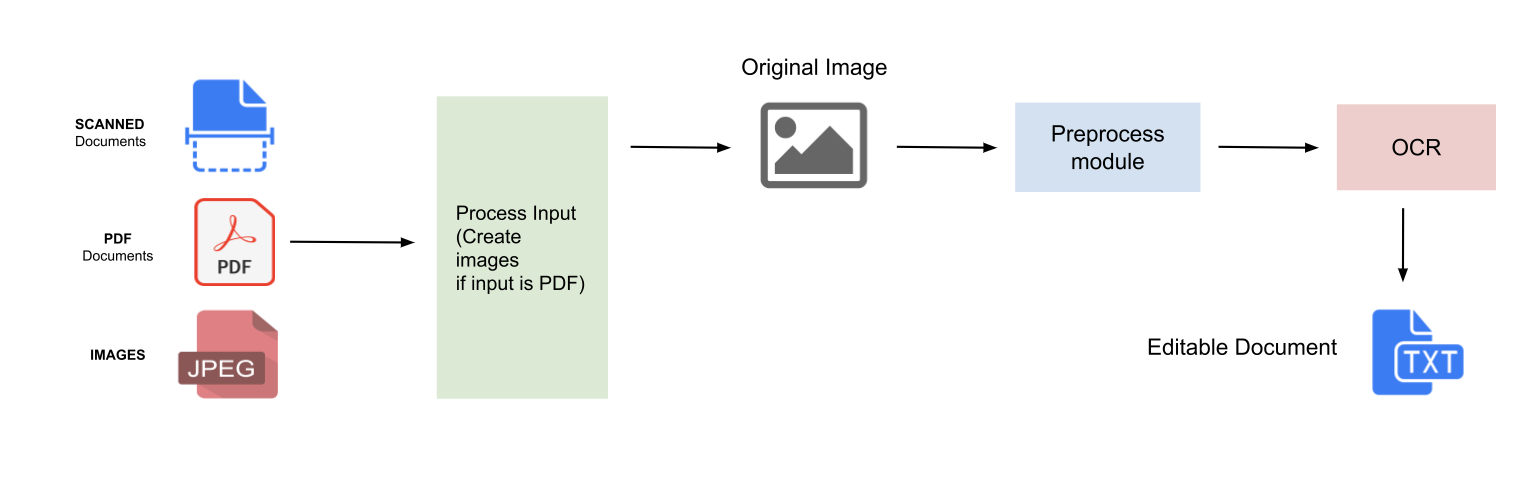 SCANNED
Documents
PDF
Documents
PDF
IMAGES
JPEG
Process Input
(Create
images
if input is PDF)
Original Image
Preprocess
module
OCR
Editable Document
TXT